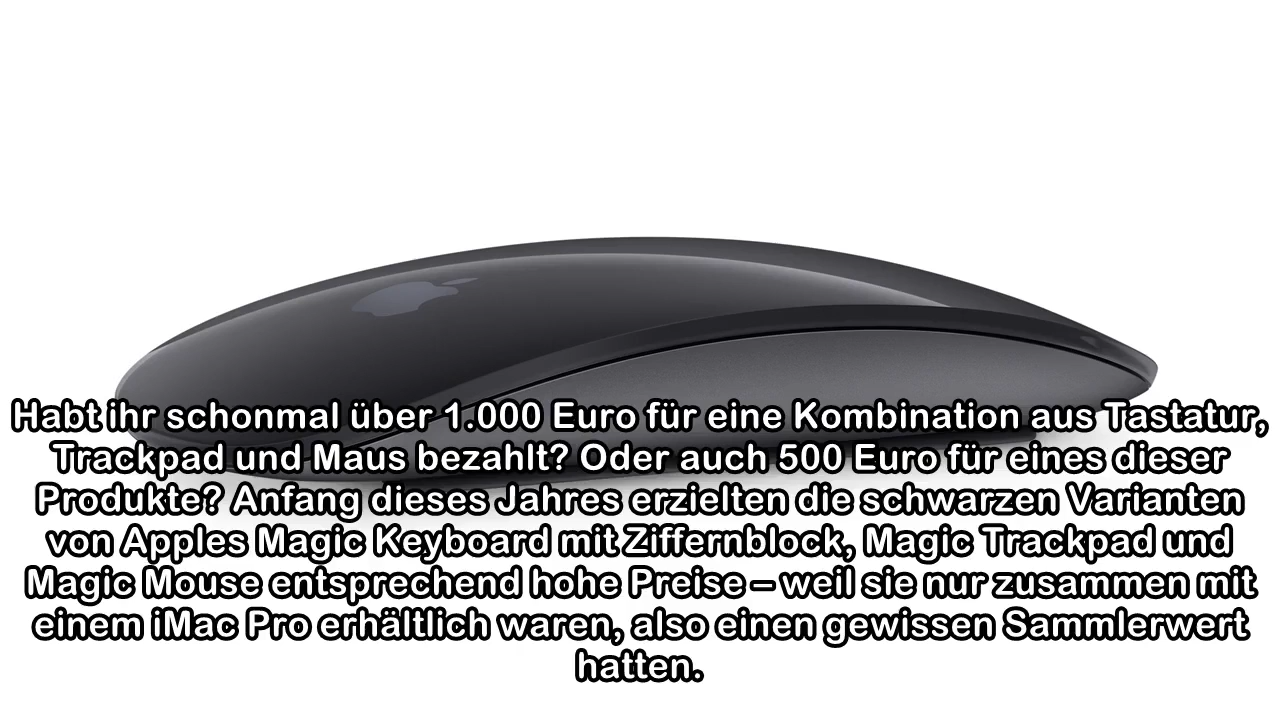 Habt ihr schonmal über 1.000 Euro für eine Kombination aus Tastatur,
Trackpad und Maus bezahlt? Oder auch 500 Euro für eines dieser
Produkte? Anfang dieses Jahres erzielten die schwarzen Varianten
von Apples Magic Keyboard mit Ziffernblock, Magic Trackpad und
Magic Mouse entsprechend hohe Preise – weil sie nur zusammen mit
einem iMac Pro erhältlich waren, also einen gewissen Sammlerwert
hatten.